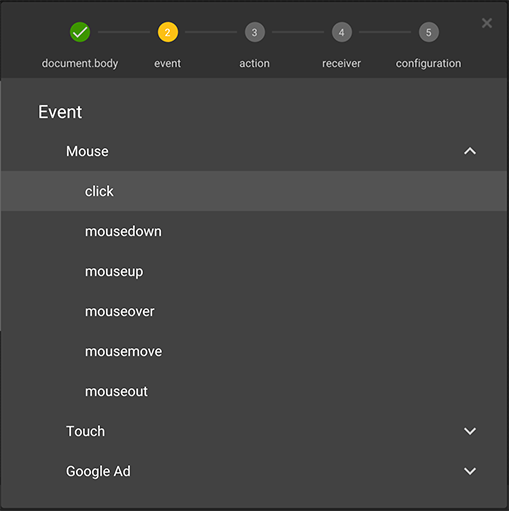 2 3 4 5
document.body event action receiver configuration
Event
Mouse
click
mousedown
mouseup
mouseover
mousemove
mouseout
Touch
Google Ad